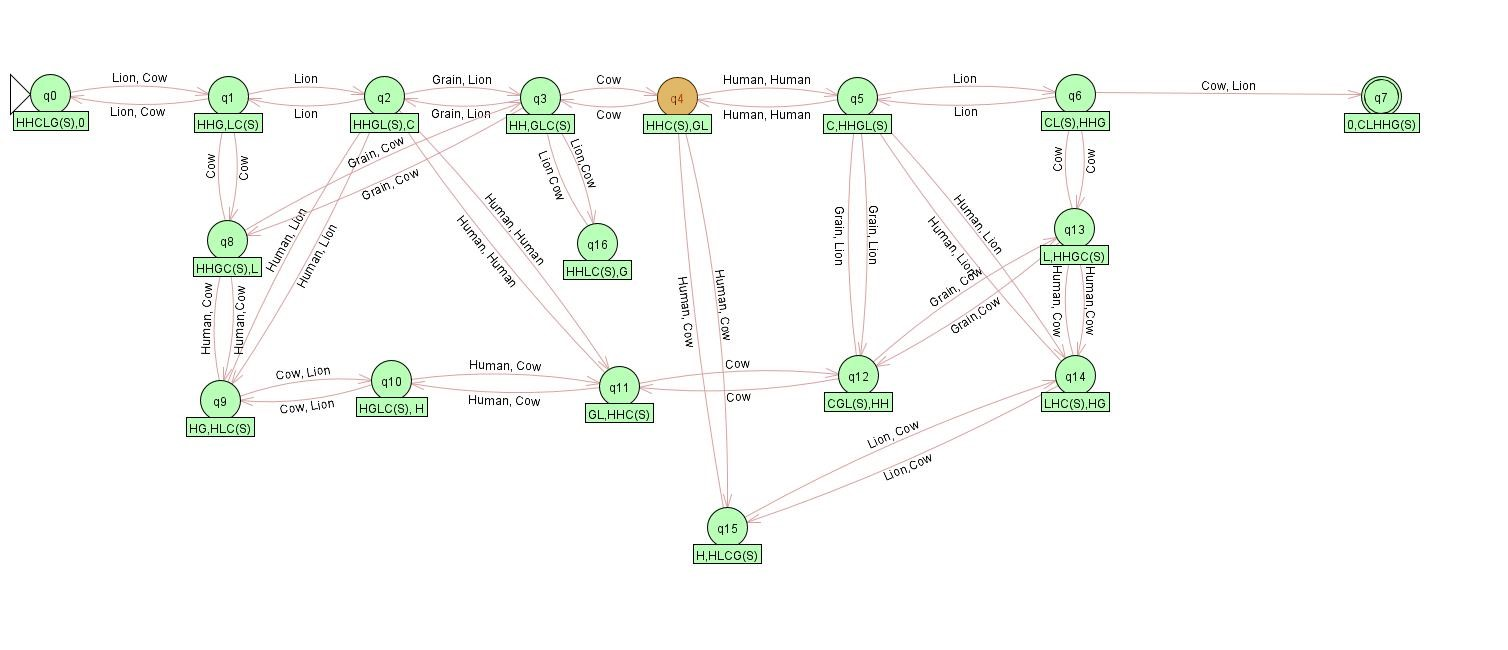 Lion, Cow
Lion
Grain, Lion
Cow
Human, Human
Lion
Cow, Lion
q0
q1
q2
q3
q4
q5
q6
q7
Lion, Cow
Lion
Grain, Lion
Cow
Human, Human
Lion
HHCLG(S),0
HHG,LC(S)
HHGL(S),C
HH,GLC(S)
HHC(S),GL
C,HHGL(S)
CL(S),HHG
0,CLHHG(S)
Cow
Cow
Grain, Cow
Grain, Cow
Lion,Cow
Lion,Cow
Cow
Cow
Human, Lion
Human, Lion
Human, Human
Human, Human
Grain, Lion
Grain, Lion
Human, Lion
Human, Lion
q8
q16
q13
HHGC(S),L
HHLC(S),G
L,HHGC(S)
Human, Cow
Human,Cow
Human, Cow
Human, Cow
Grain, Cow
Grain,Cow
Human, Cow
Human,Cow
Cow, Lion
Human, Cow
Cow
q9
q10
q11
q12
q14
Cow, Lion
Human, Cow
Cow
HG,HLC(S)
HGLC(S), H
GL,HHC(S)
CGL(S),HH
LHC(S),HG
Lion, Cow
Lion,Cow
q15
H,HLCG(S)